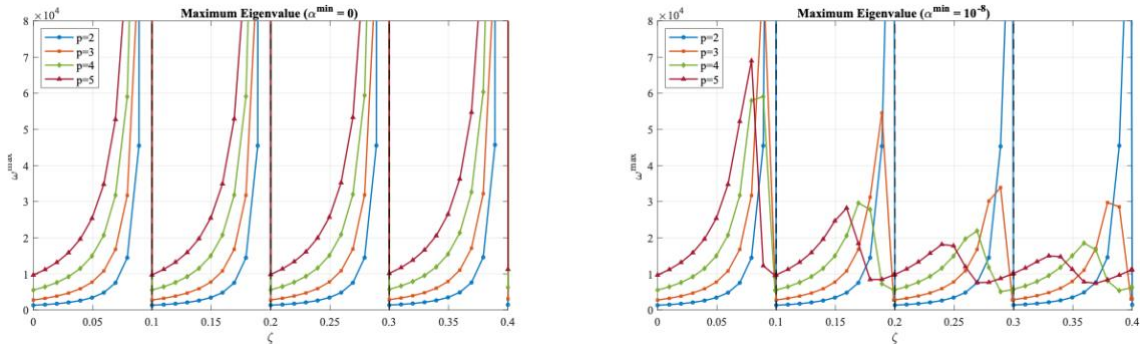 Maximum Eigenvalue (α^min = 0)
×10^4
p=2
p=3
p=4
p=5
8
7
6
5
4
3
2
1
0
ω^max
0 0.05 0.1 0.15 0.2 0.25 0.3 0.35 0.4
ζ
Maximum Eigenvalue (α^min = 10^-8)
×10^4
p=2
p=3
p=4
p=5
8
7
6
5
4
3
2
1
0
ω^max
0 0.05 0.1 0.15 0.2 0.25 0.3 0.35 0.4
ζ